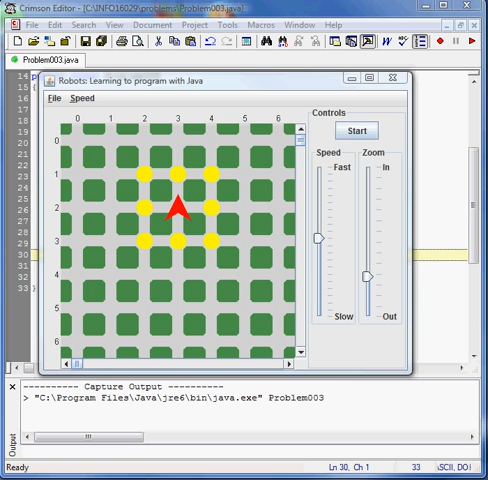 Crimson Editor - [C:\INFO16029\problems\Problem003.java]
File Edit Search View Document Project Tools Macros Window Help
Problem003.java
Robots: Learning to program with Java
File Speed
Controls
Start
Speed Zoom
Fast In
Slow Out
0 1 2 3 4 5 6
0
1
2
3
4
5
6
14
15
16
17
18
19
20
21
22
23
24
25
26
27
28
29
30
31
32
33
---------- Capture Output ----------
> "C:\Program Files\Java\jre6\bin\java.exe" Problem003
Output
Ready
Ln 30, Ch 1
33